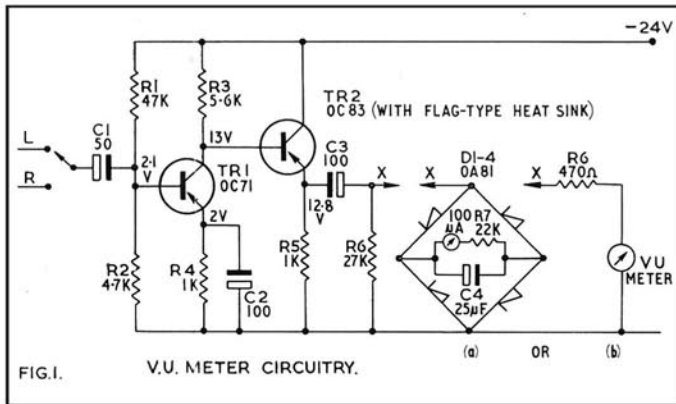 -24V
R1
47K
R3
5·6K
TR2
OC83 (WITH FLAG-TYPE HEAT SINK)
L
C1
50
R
2·1
V
13V
TR1
OC71
C3
100
X
X
D1-4
OA81
X
R6
470Ω
2V
12·8
V
100
μA
R7
22K
R2
4·7K
R4
1K
C2
100
R5
1K
R6
27K
C4
25μF
VU
METER
(a) OR (b)
FIG.1. V.U. METER CIRCUITRY.